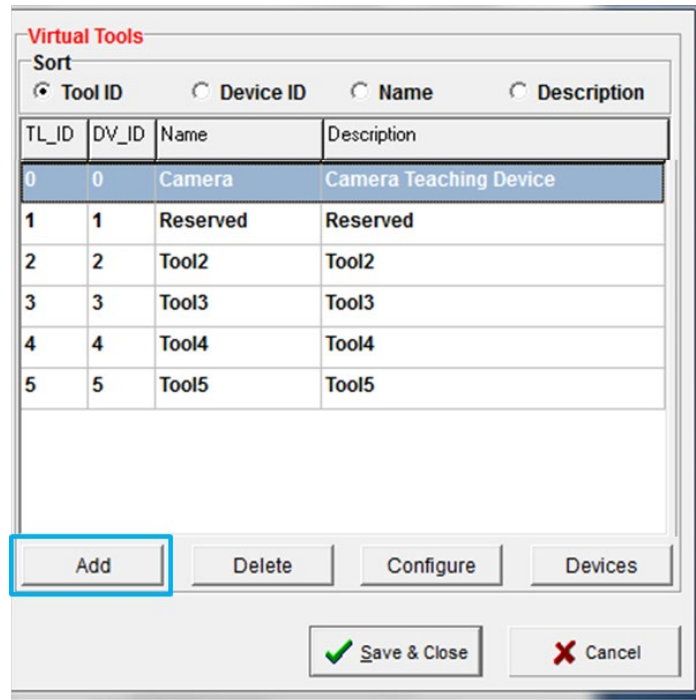 Virtual Tools
Sort
Tool ID Device ID Name Description
TL_ID DV_ID Name Description
0 0 Camera Camera Teaching Device
1 1 Reserved Reserved
2 2 Tool2 Tool2
3 3 Tool3 Tool3
4 4 Tool4 Tool4
5 5 Tool5 Tool5
Add Delete Configure Devices
Save & Close Cancel